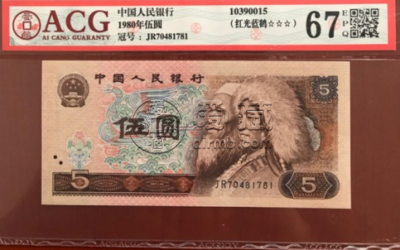 ACG
AI CANG GUARANTY
中国人民银行
1980年伍圆
冠号：JR70481781
10390015
（红光蓝鹤☆☆☆）
67 EPQ
中国人民银行
5
伍圆
JR70481781
5
5